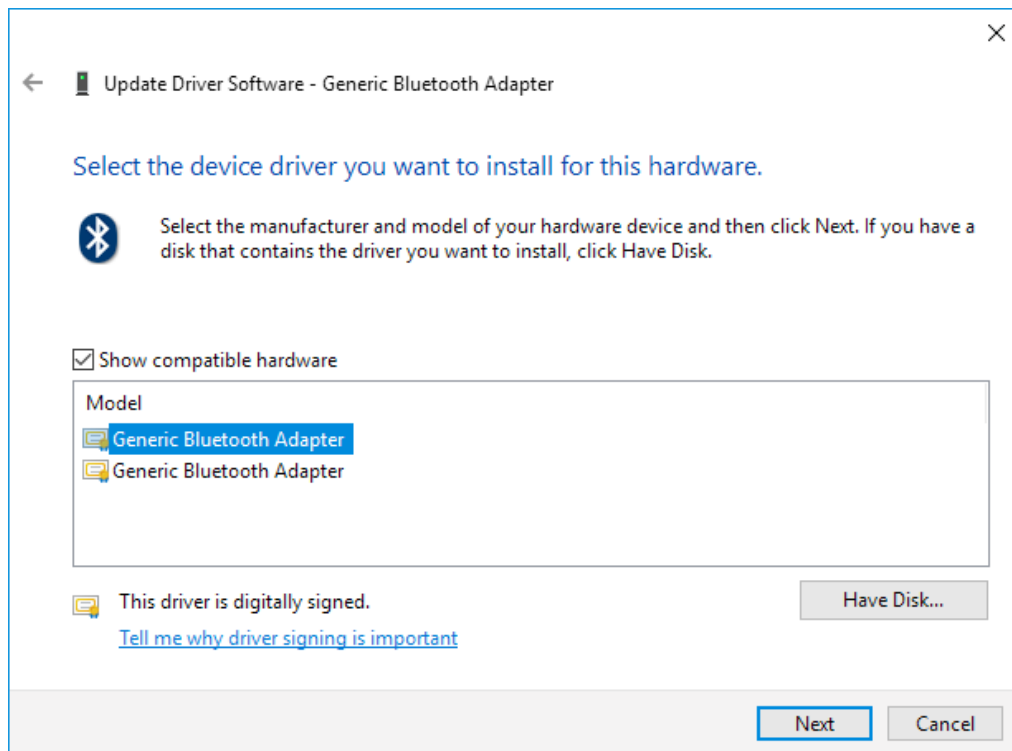 Update Driver Software - Generic Bluetooth Adapter
Select the device driver you want to install for this hardware.
Select the manufacturer and model of your hardware device and then click Next. If you have a
disk that contains the driver you want to install, click Have Disk.
Show compatible hardware
Model
Generic Bluetooth Adapter
Generic Bluetooth Adapter
This driver is digitally signed.
Have Disk...
Tell me why driver signing is important
Next
Cancel